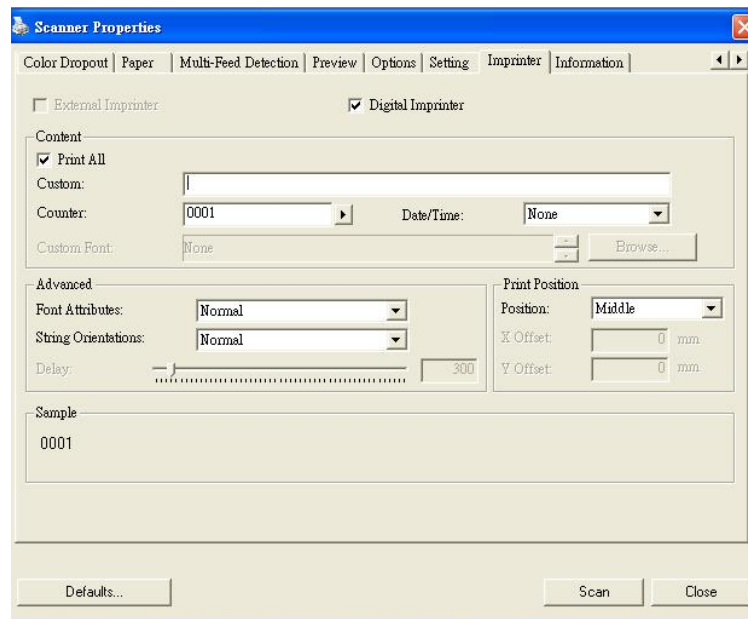 Scanner Properties
Color Dropout Paper Multi-Feed Detection Preview Options Setting Imprinter Information
External Imprinter Digital Imprinter
Content
Print All
Custom:
Counter: 0001 Date/Time: None
Custom Font: None Browse...
Advanced Print Position
Font Attributes: Normal Position: Middle
String Orientations: Normal X Offset: 0 mm
Delay: 300 Y Offset: 0 mm
Sample
0001
Defaults... Scan Close